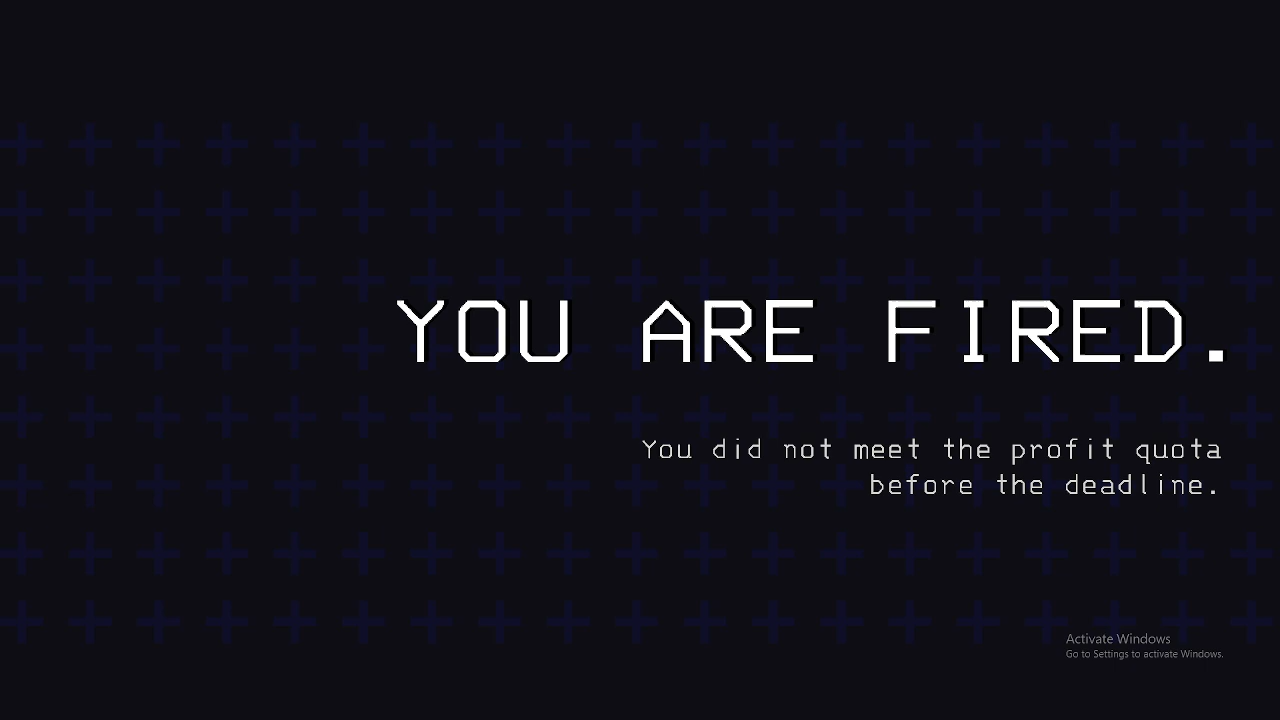 YOU ARE FIRED.
You did not meet the profit quota
before the deadline.
Activate Windows
Go to Settings to activate Windows.